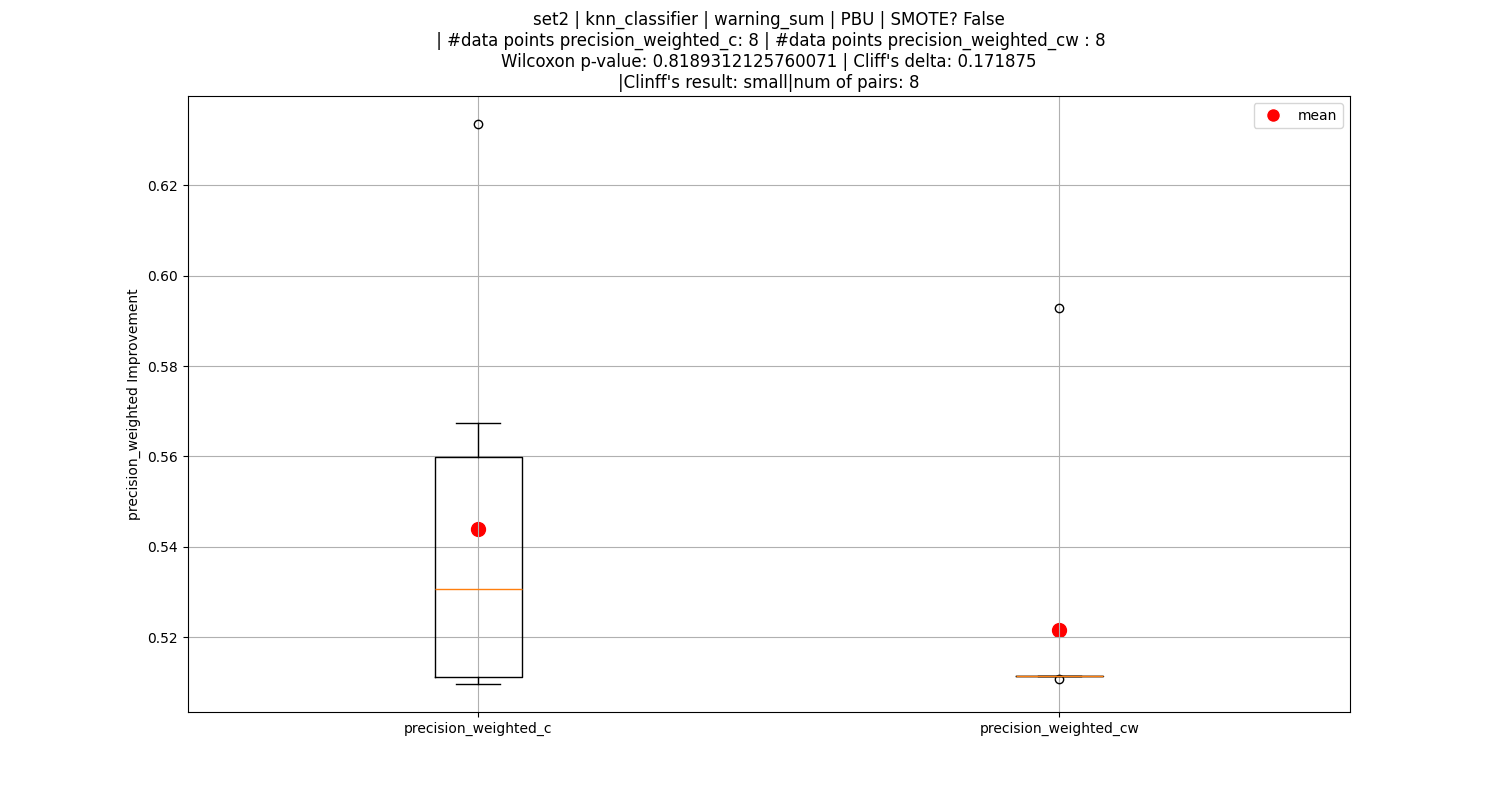 set2 | knn_classifier | warning_sum | PBU | SMOTE? False
| #data points precision_weighted_c: 8 | #data points precision_weighted_cw : 8
Wilcoxon p-value: 0.8189312125760071 | Cliff's delta: 0.171875
|Clinff's result: small|num of pairs: 8
mean
0.62
0.60
0.58
0.56
0.54
0.52
precision_weighted Improvement
precision_weighted_c
precision_weighted_cw